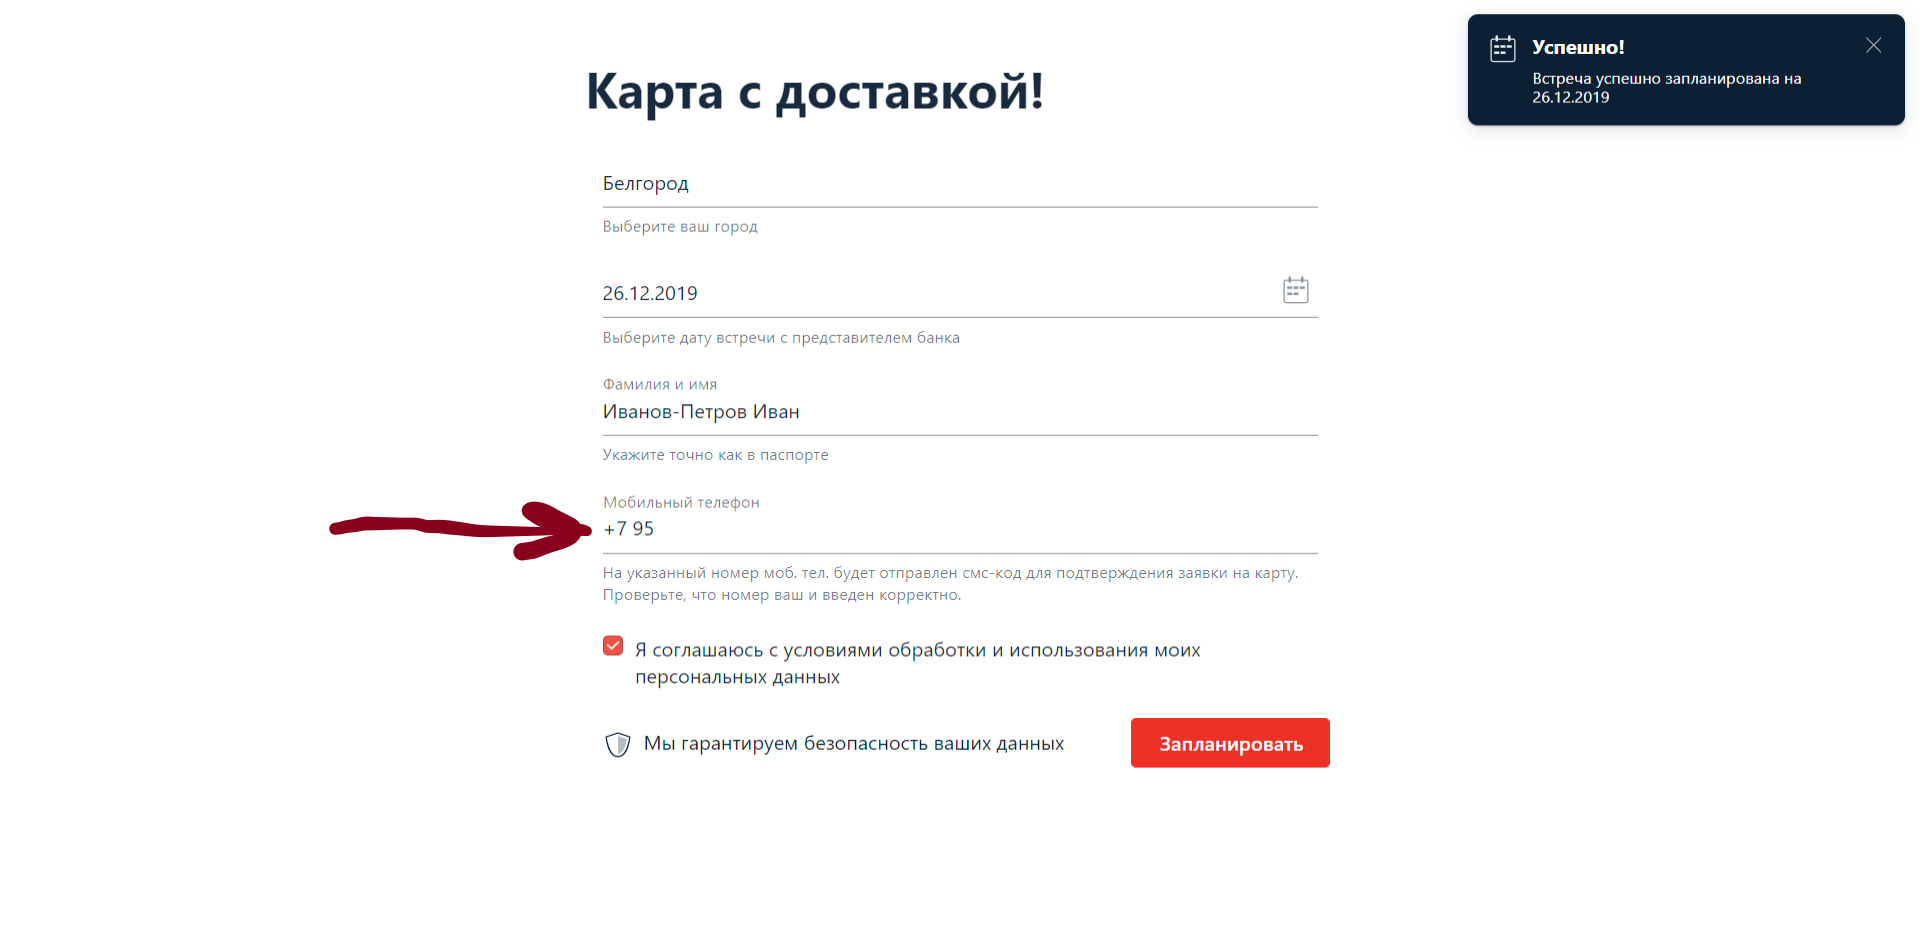 Успешно!
Встреча успешно запланирована на
26.12.2019
Карта с доставкой!
Белгород
Выберите ваш город
26.12.2019
Выберите дату встречи с представителем банка
Фамилия и имя
Иванов-Петров Иван
Укажите точно как в паспорте
Мобильный телефон
+7 95
На указанный номер моб. тел. будет отправлен смс-код для подтверждения заявки на карту.
Проверьте, что номер ваш и введен корректно.
Я соглашаюсь с условиями обработки и использования моих
персональных данных
Мы гарантируем безопасность ваших данных
Запланировать